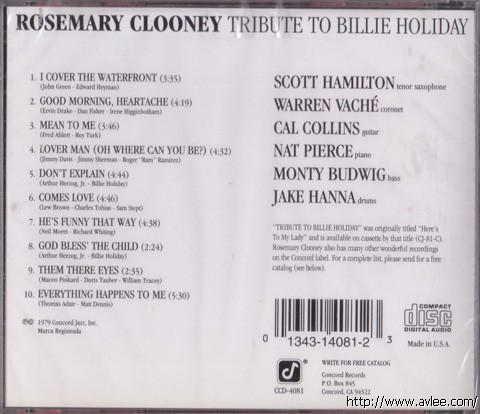 ROSEMARY CLOONEY TRIBUTE TO BILLIE HOLIDAY
1. I COVER THE WATERFRONT (3:35)
(John Green - Edward Heyman)
2. GOOD MORNING, HEARTACHE (4:19)
(Ervin Drake - Dan Fisher - Irene Higginbotham)
3. MEAN TO ME (3:46)
(Fred Ahlert - Roy Turk)
4. LOVER MAN (OH WHERE CAN YOU BE?) (4:32)
(Jimmy Davis - Jimmy Sherman - Roger "Ram" Ramirez)
5. DON'T EXPLAIN (4:44)
(Arthur Herzog, Jr. - Billie Holiday)
6. COMES LOVE (4:46)
(Lew Brown - Charles Tobias - Sam Stept)
7. HE'S FUNNY THAT WAY (4:38)
(Neil Moret - Richard Whiting)
8. GOD BLESS' THE CHILD (2:24)
(Arthur Herzog, Jr. - Billie Holiday)
9. THEM THERE EYES (2:35)
(Maceo Pinkard - Doris Tauber - William Tracey)
10. EVERYTHING HAPPENS TO ME (5:30)
(Thomas Adair - Matt Dennis)
℗© 1979 Concord Jazz, Inc.
Marca Registrada
SCOTT HAMILTON tenor saxophone
WARREN VACHÉ coronet
CAL COLLINS guitar
NAT PIERCE piano
MONTY BUDWIG bass
JAKE HANNA drums
"TRIBUTE TO BILLIE HOLIDAY" was originally titled "Here's
To My Lady" and is available on cassette by that title (CJ-81-C).
Rosemary Clooney also has many other wonderful recordings
on the Concord label. For a complete list, please send for a free
catalog (see below).
0 13431-14081-2 3
COMPACT
disc
DIGITAL AUDIO
Made in U.S.A.
CCD-4081
WRITE FOR FREE CATALOG
Concord Records
P.O. Box 845
Concord, CA 94522
http://www.avlee.com/